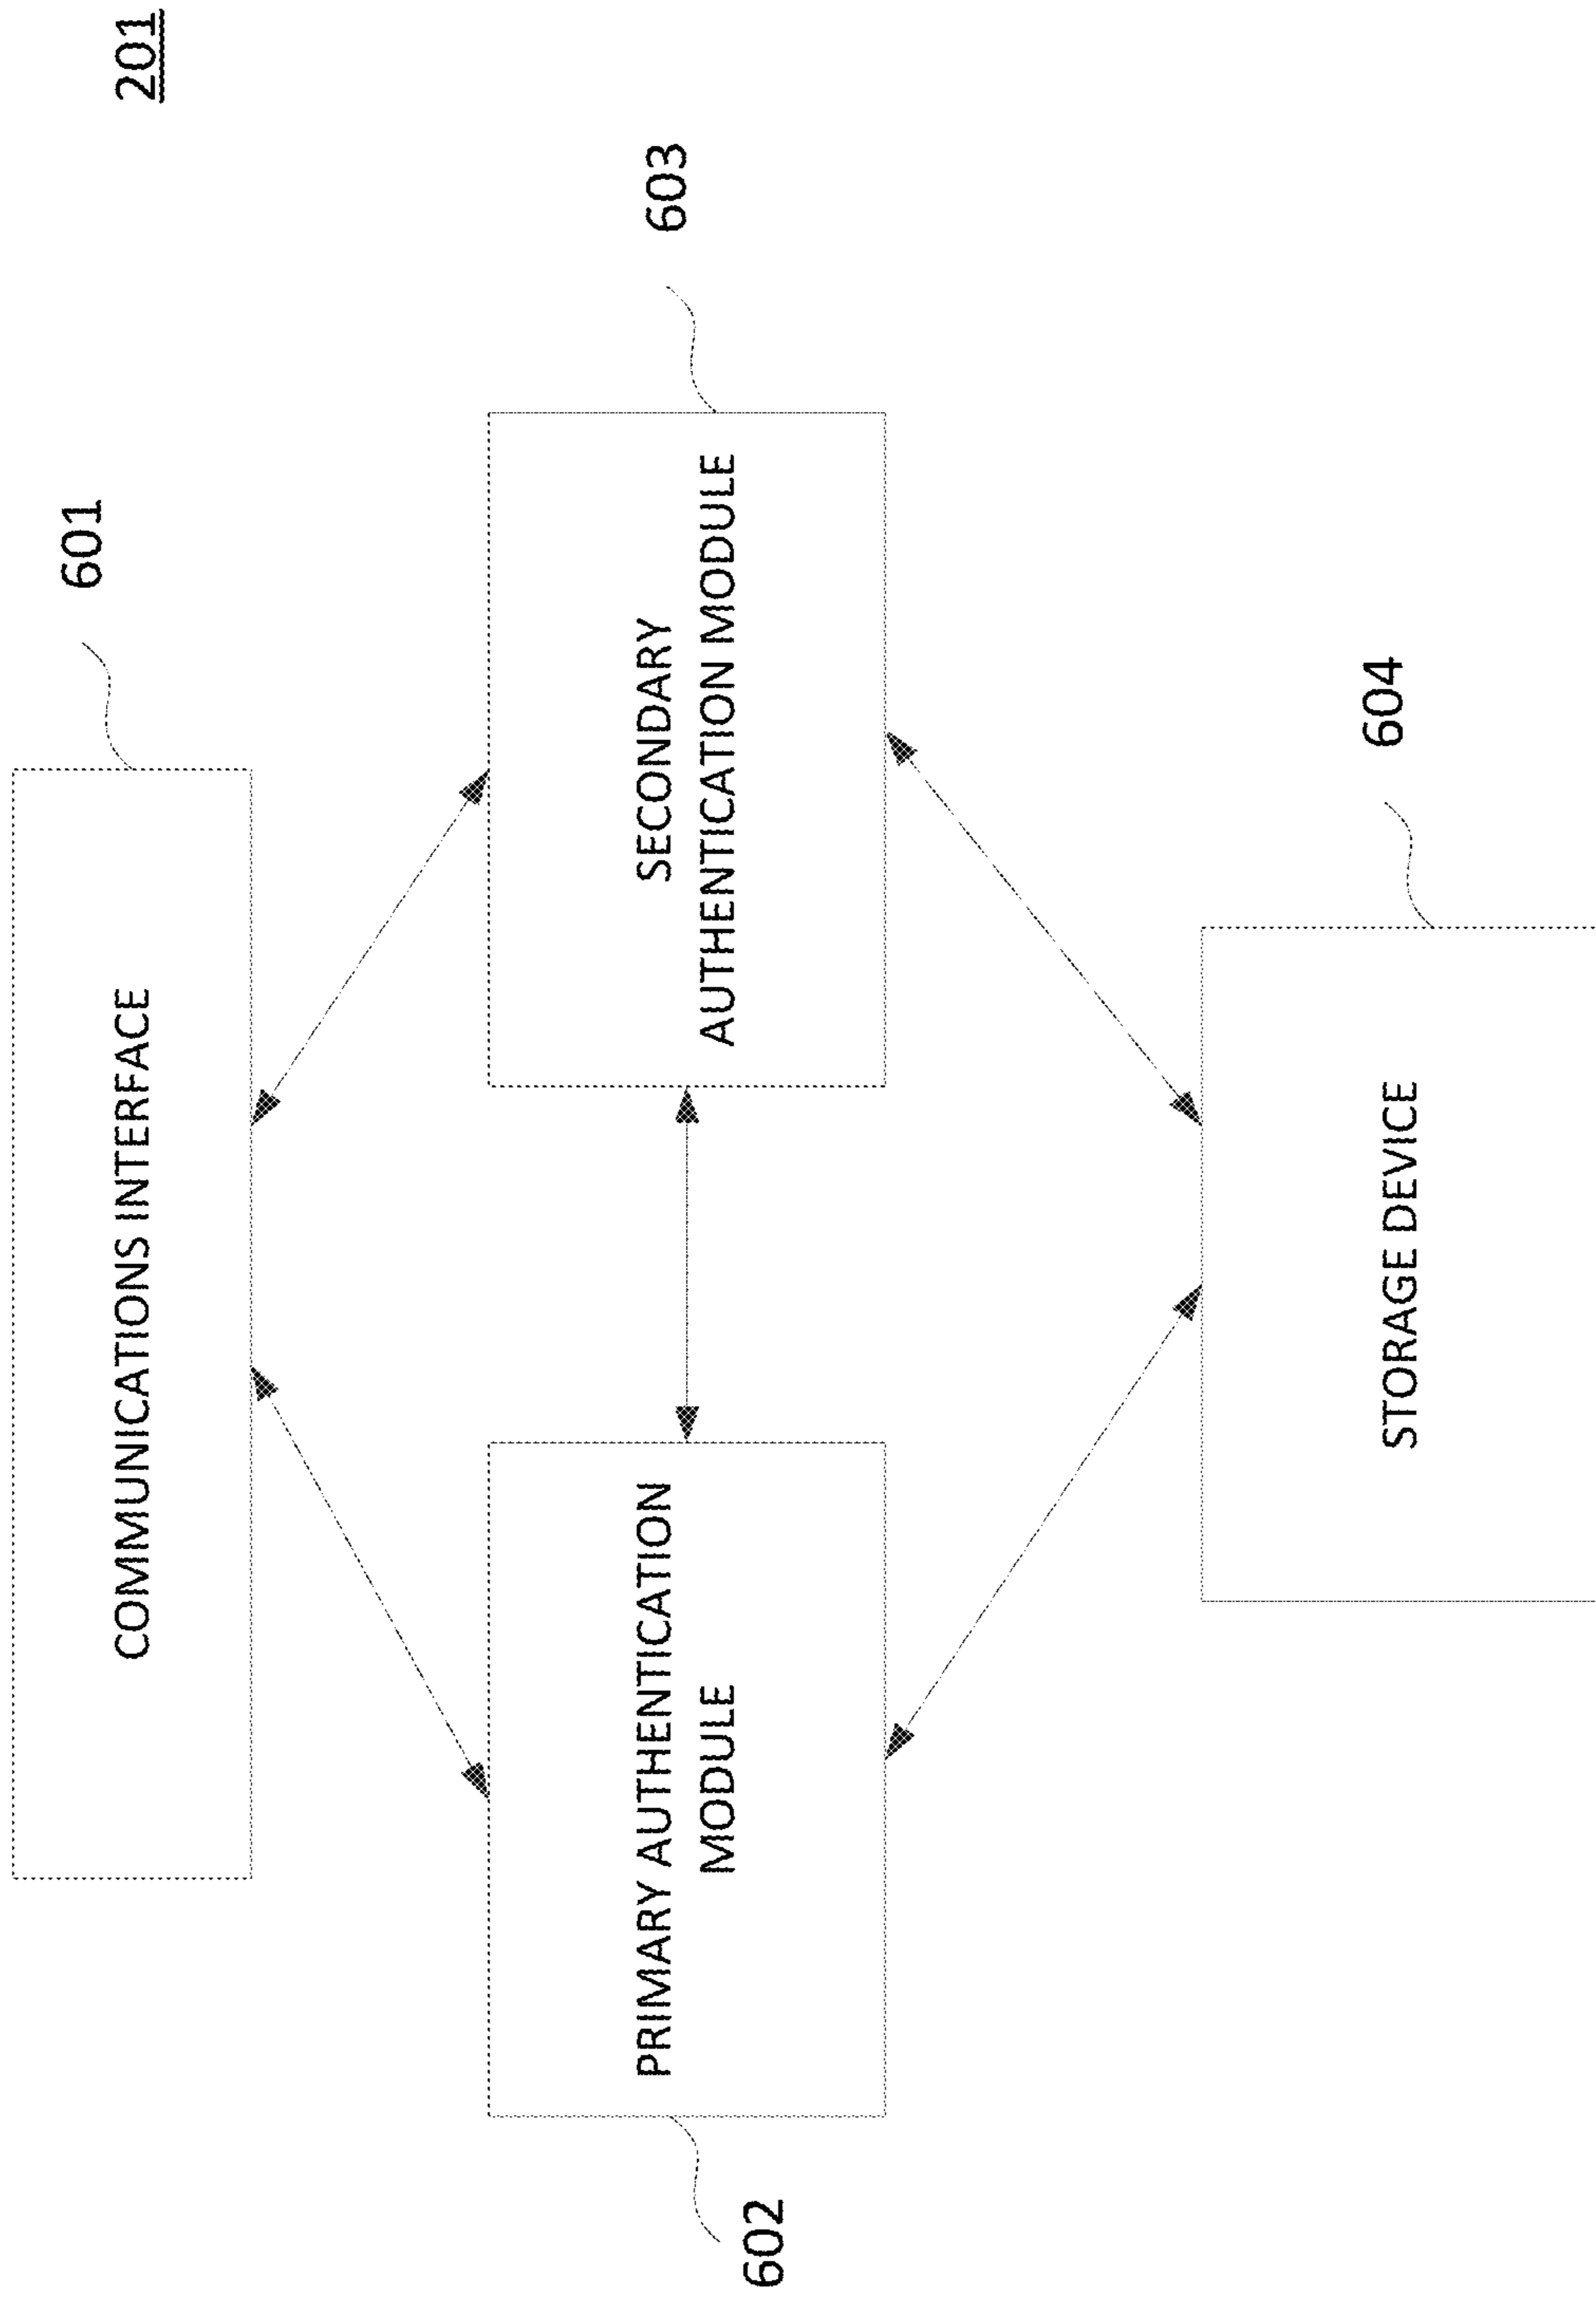 201
601
COMMUNICATIONS INTERFACE
602
PRIMARY AUTHENTICATION
MODULE
603
SECONDARY
AUTHENTICATION MODULE
604
STORAGE DEVICE